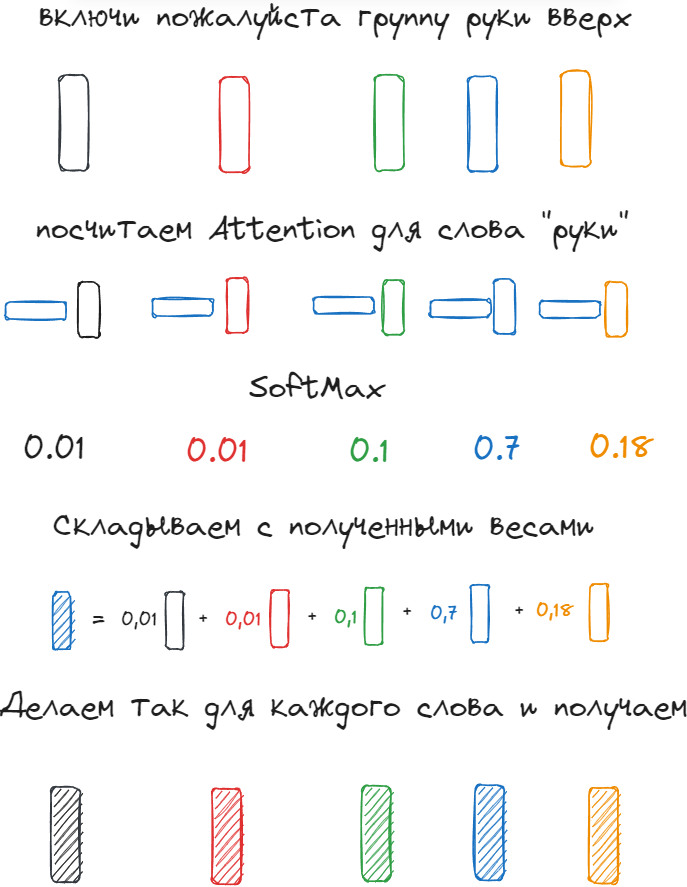 включи пожалуйста группу руки вверх
посчитаем Attention для слова "руки"
SoftMax
0.01 0.01 0.1 0.7 0.18
Складываем с полученными весами
= 0,01 + 0,01 + 0,1 + 0,7 + 0,18
Делаем так для каждого слова и получаем